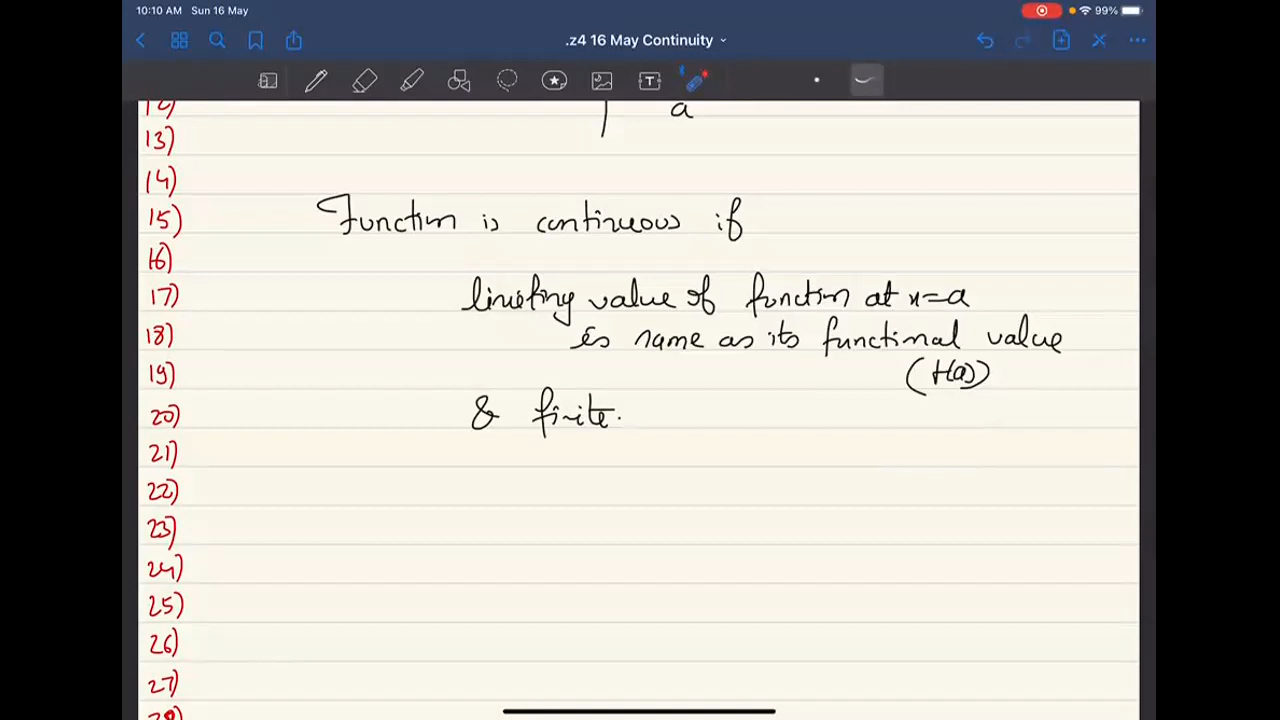 10:10 AM Sun 16 May
99%
.z4 16 May Continuity
12)
a
13)
14)
15) Function is continuous if
16)
17) limiting value of function at x=a
18) is same as its functional value
19) (f(a))
20) & finite.
21)
22)
23)
24)
25)
26)
27)
28)